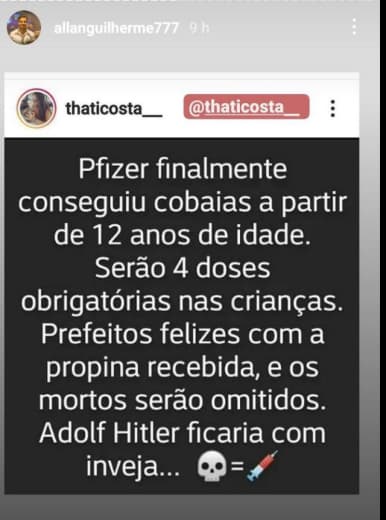 allanguilherme777 9 h
thaticosta__ @thaticosta__
Pfizer finalmente
conseguiu cobaias a partir
de 12 anos de idade.
Serão 4 doses
obrigatórias nas crianças.
Prefeitos felizes com a
propina recebida, e os
mortos serão omitidos.
Adolf Hitler ficaria com
inveja... 💀=💉